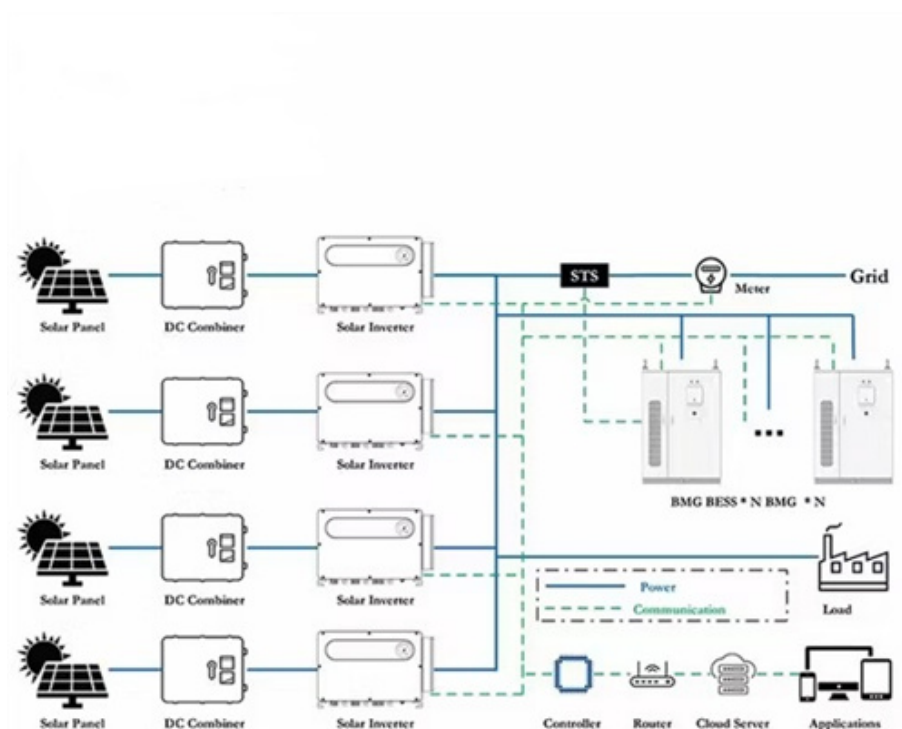 STS
Grid
Meter
Solar Panel DC Combiner Solar Inverter
Solar Panel DC Combiner Solar Inverter
BMG BESS * N BMG * N
Solar Panel DC Combiner Solar Inverter
Power
Communication
Load
Solar Panel DC Combiner Solar Inverter Controller Router Cloud Server Applications